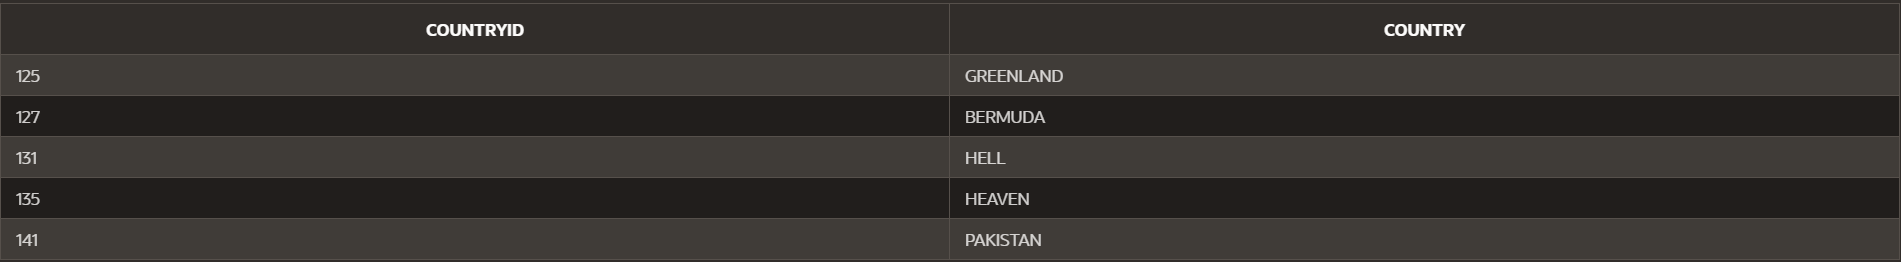 COUNTRYID COUNTRY
125 GREENLAND
127 BERMUDA
131 HELL
135 HEAVEN
141 PAKISTAN